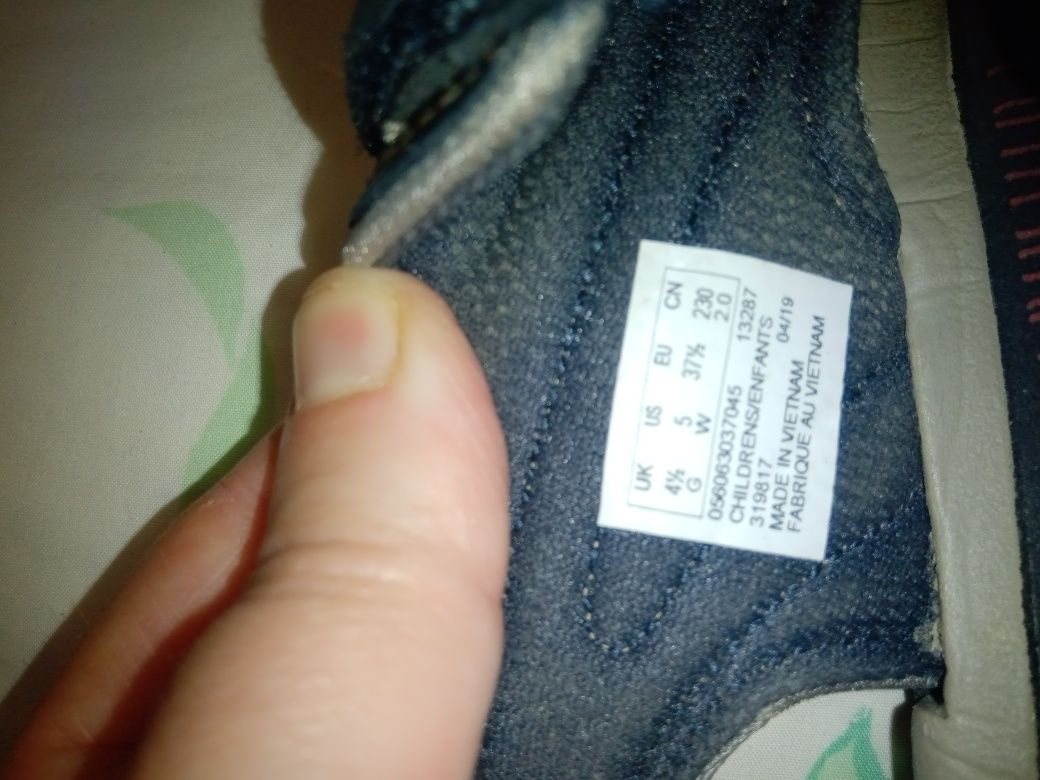 UK US EU CN
4½ 5 37½ 230
G W 2.0
056063037045 13287
CHILDRENS/ENFANTS
319817 04/19
MADE IN VIETNAM
FABRIQUE AU VIETNAM